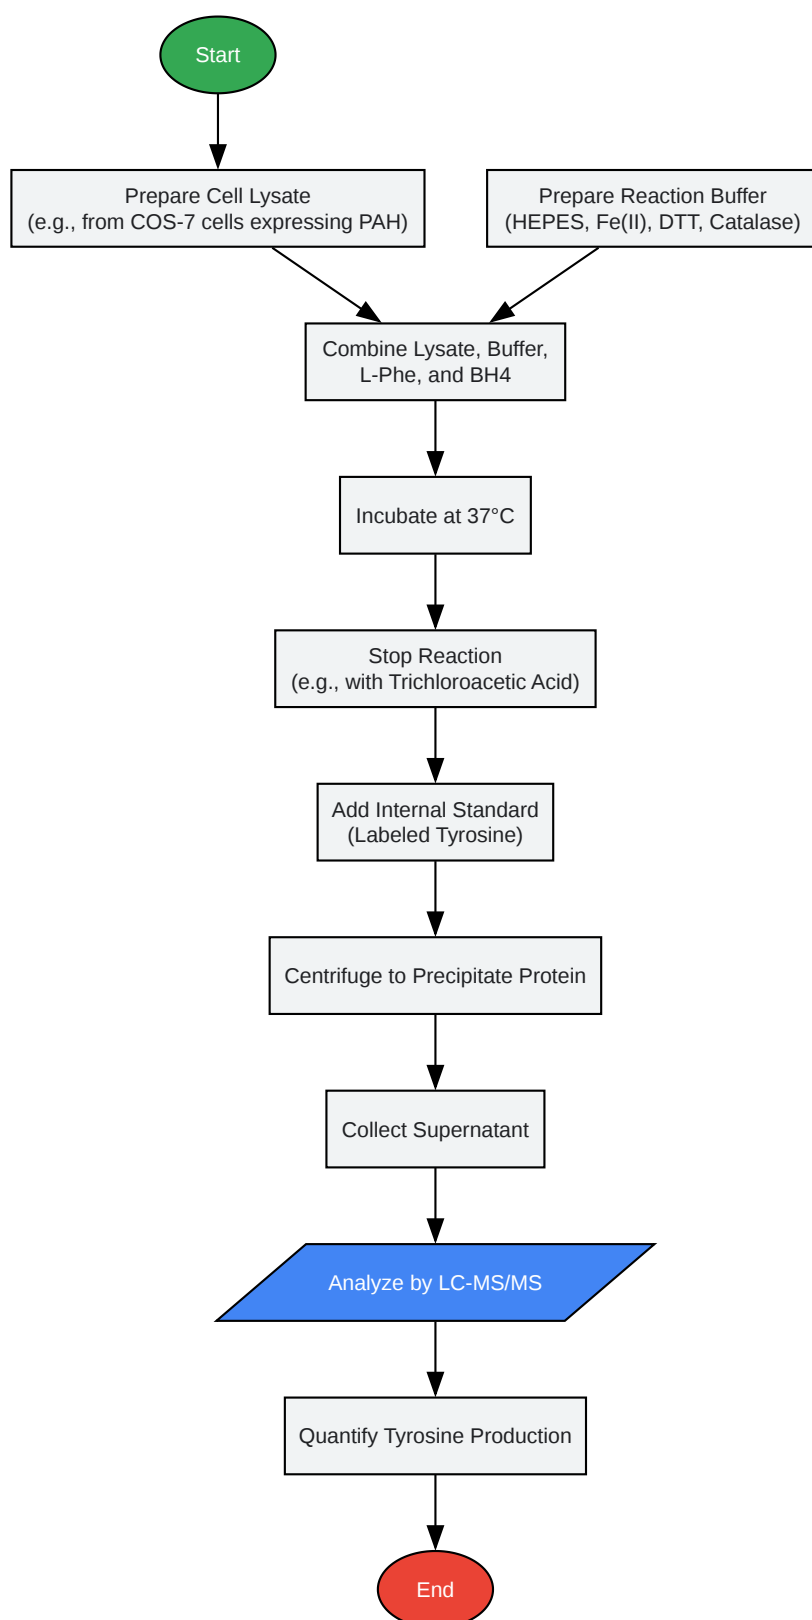 Start
Prepare Cell Lysate
(e.g., from COS-7 cells expressing PAH)
Prepare Reaction Buffer
(HEPES, Fe(II), DTT, Catalase)
Combine Lysate, Buffer,
L-Phe, and BH4
Incubate at 37°C
Stop Reaction
(e.g., with Trichloroacetic Acid)
Add Internal Standard
(Labeled Tyrosine)
Centrifuge to Precipitate Protein
Collect Supernatant
Analyze by LC-MS/MS
Quantify Tyrosine Production
End